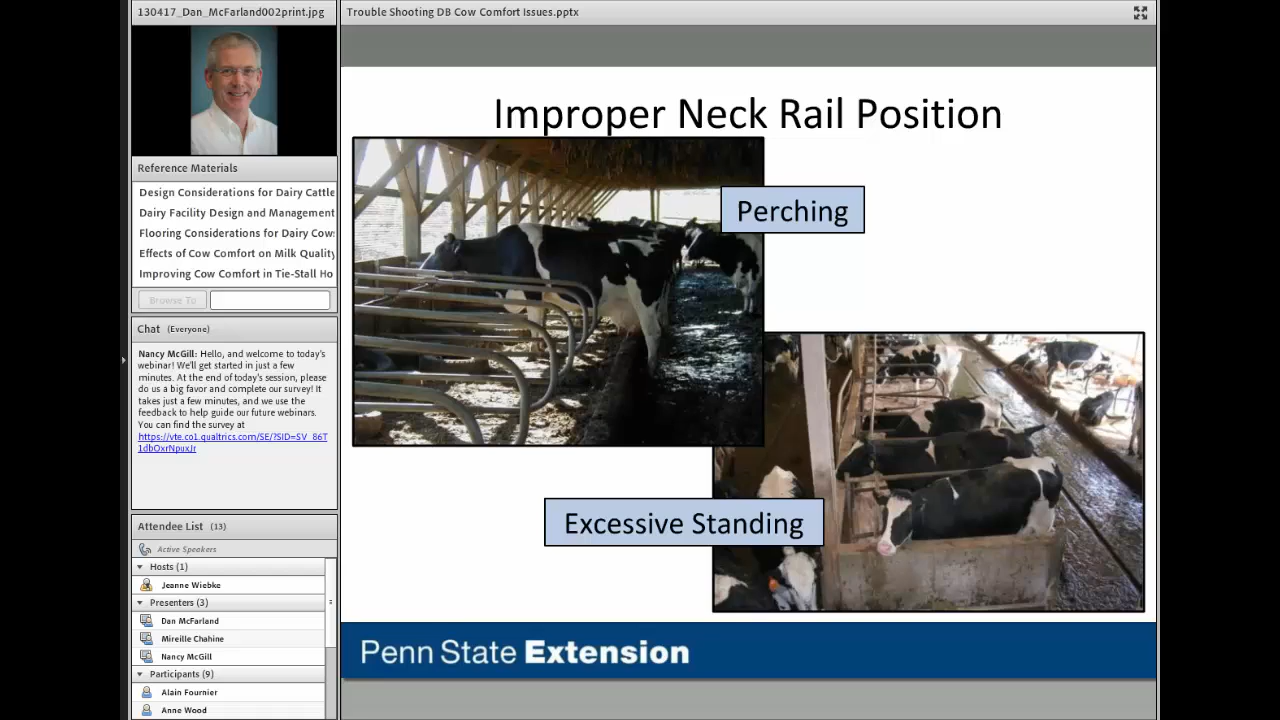 130417_Dan_McFarland002print.jpg
Trouble Shooting DB Cow Comfort Issues.pptx
Reference Materials
Design Considerations for Dairy Cattle
Dairy Facility Design and Management
Flooring Considerations for Dairy Cow
Effects of Cow Comfort on Milk Quality
Improving Cow Comfort in Tie-Stall Ho
Browse To
Chat (Everyone)
Nancy McGill: Hello, and welcome to today's
webinar! We'll get started in just a few
minutes. At the end of today's session, please
do us a big favor and complete our survey! It
takes just a few minutes, and we use the
feedback to help guide our future webinars.
You can find the survey at
https://vte.co1.qualtrics.com/SE/?SID=SV_86T
1dbOxrNpuxJr
Attendee List (13)
Active Speakers
Hosts (1)
Jeanne Wiebke
Presenters (3)
Dan McFarland
Mireille Chahine
Nancy McGill
Participants (9)
Alain Fournier
Anne Wood
Improper Neck Rail Position
Perching
Excessive Standing
Penn State Extension